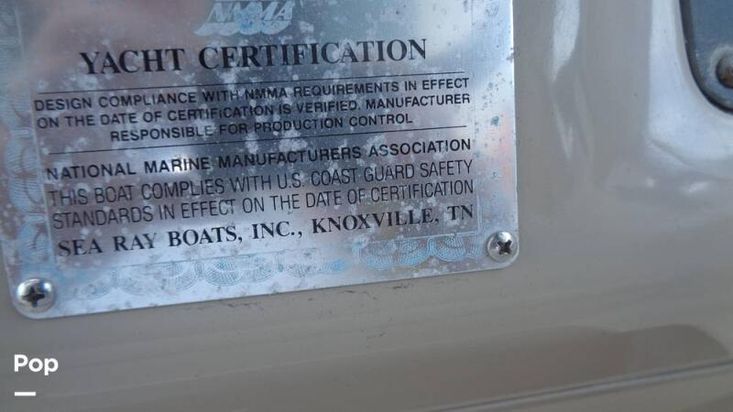 NMMA
YACHT CERTIFICATION
DESIGN COMPLIANCE WITH NMMA REQUIREMENTS IN EFFECT
ON THE DATE OF CERTIFICATION IS VERIFIED. MANUFACTURER
RESPONSIBLE FOR PRODUCTION CONTROL
NATIONAL MARINE MANUFACTURERS ASSOCIATION
THIS BOAT COMPLIES WITH U.S. COAST GUARD SAFETY
STANDARDS IN EFFECT ON THE DATE OF CERTIFICATION
SEA RAY BOATS, INC., KNOXVILLE, TN
Pop